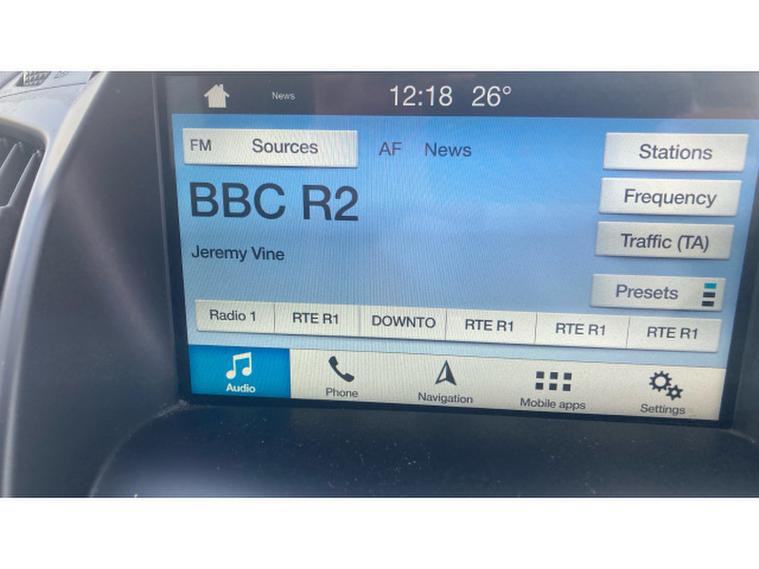 News 12:18 26°
FM Sources AF News Stations
BBC R2 Frequency
Jeremy Vine Traffic (TA)
Presets
Radio 1 RTE R1 DOWNTO RTE R1 RTE R1 RTE R1
Audio Phone Navigation Mobile apps Settings